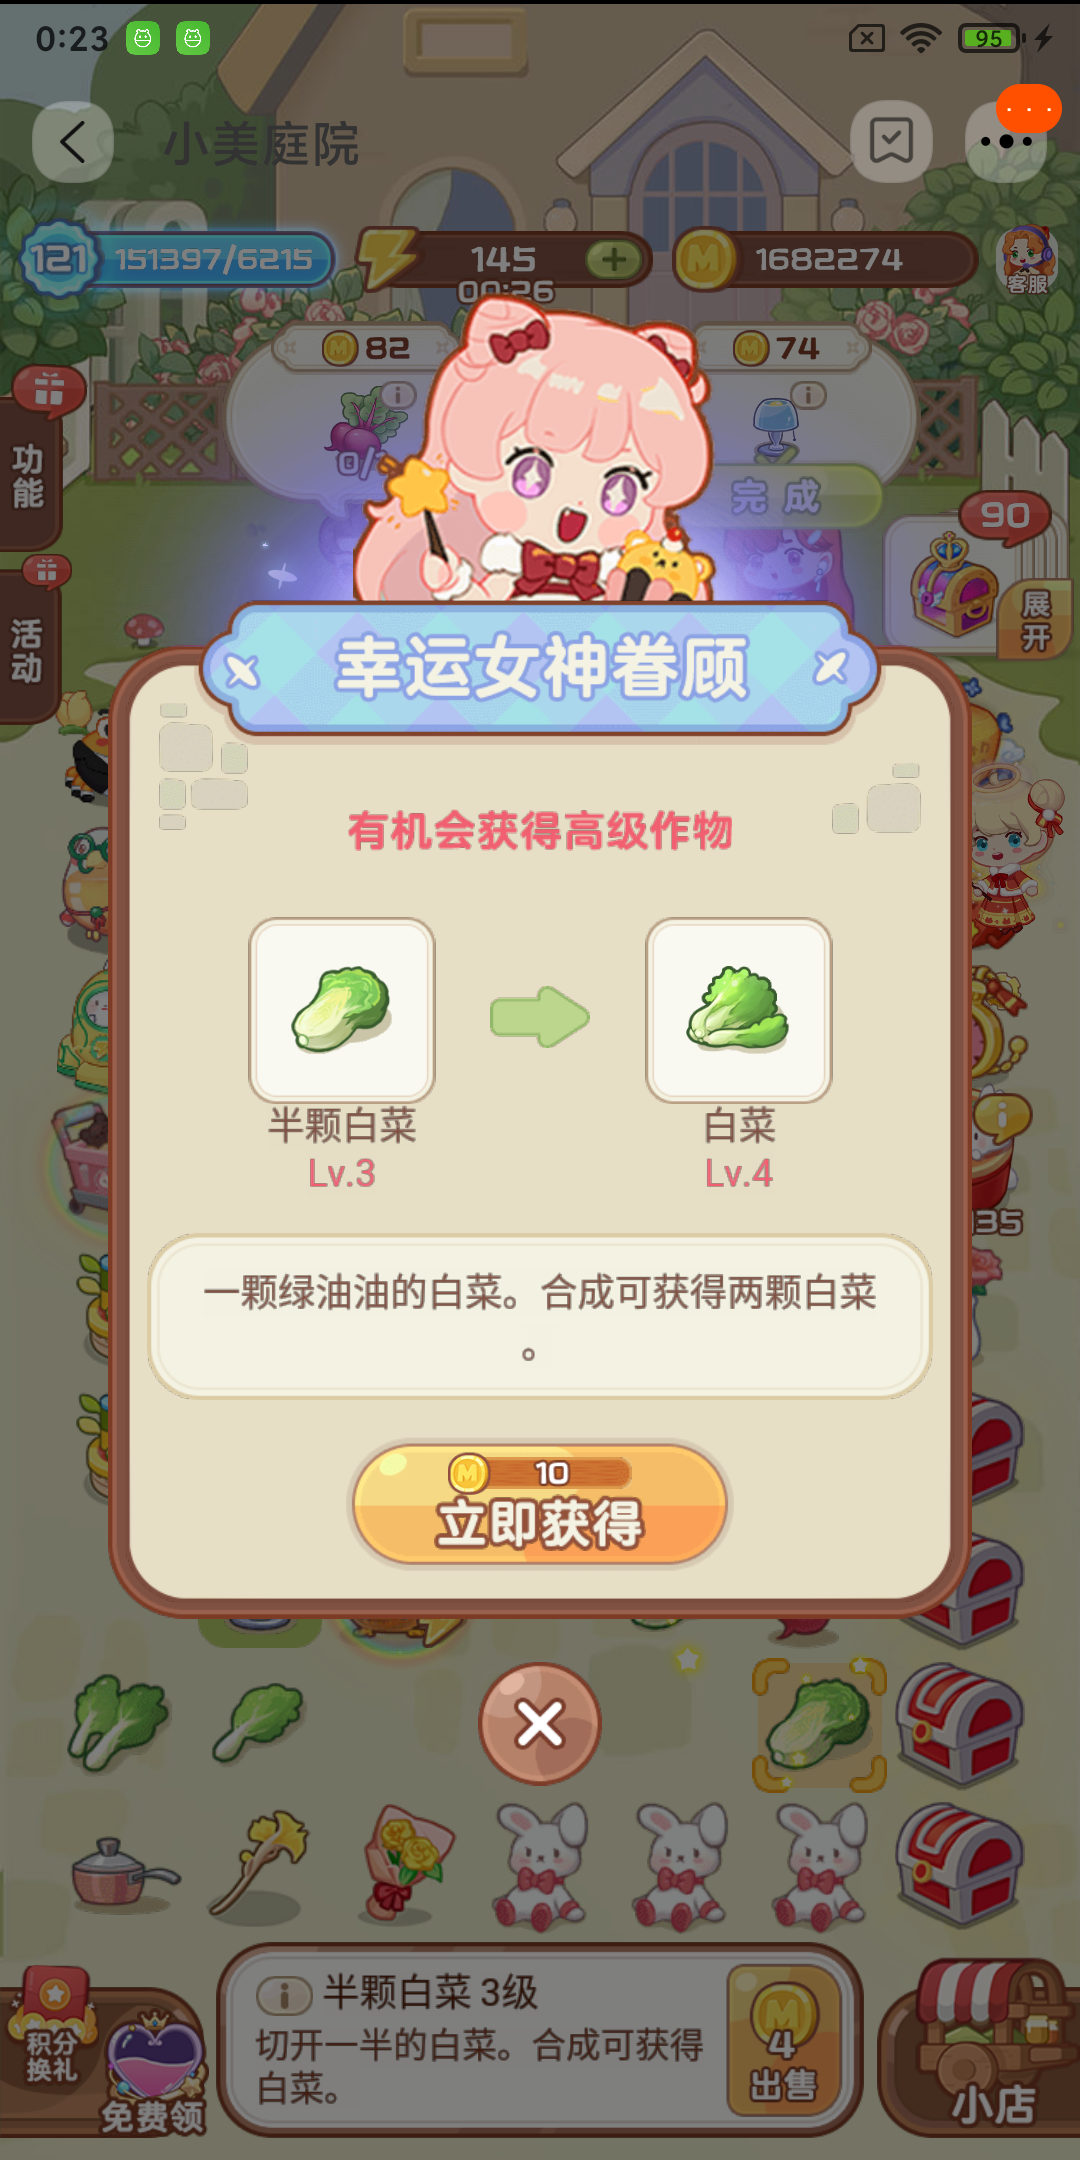 0:23
95
小美庭院
121
151397/6215
145
00:26
1682274
客服
82
74
0/
完成
功能
活动
90
展开
幸运女神眷顾
有机会获得高级作物
半颗白菜
Lv.3
白菜
Lv.4
一颗绿油油的白菜。合成可获得两颗白菜
。
10
立即获得
35
积分
换礼
免费领
半颗白菜 3级
切开一半的白菜。合成可获得
白菜。
4
出售
小店